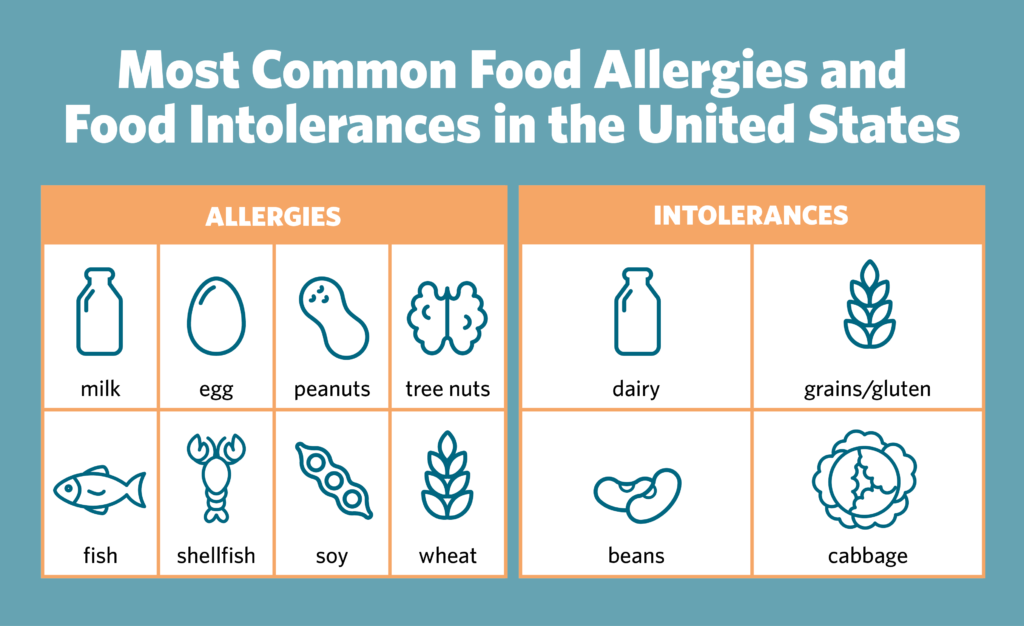 Most Common Food Allergies and
Food Intolerances in the United States
ALLERGIES
milk
egg
peanuts
tree nuts
fish
shellfish
soy
wheat
INTOLERANCES
dairy
grains/gluten
beans
cabbage